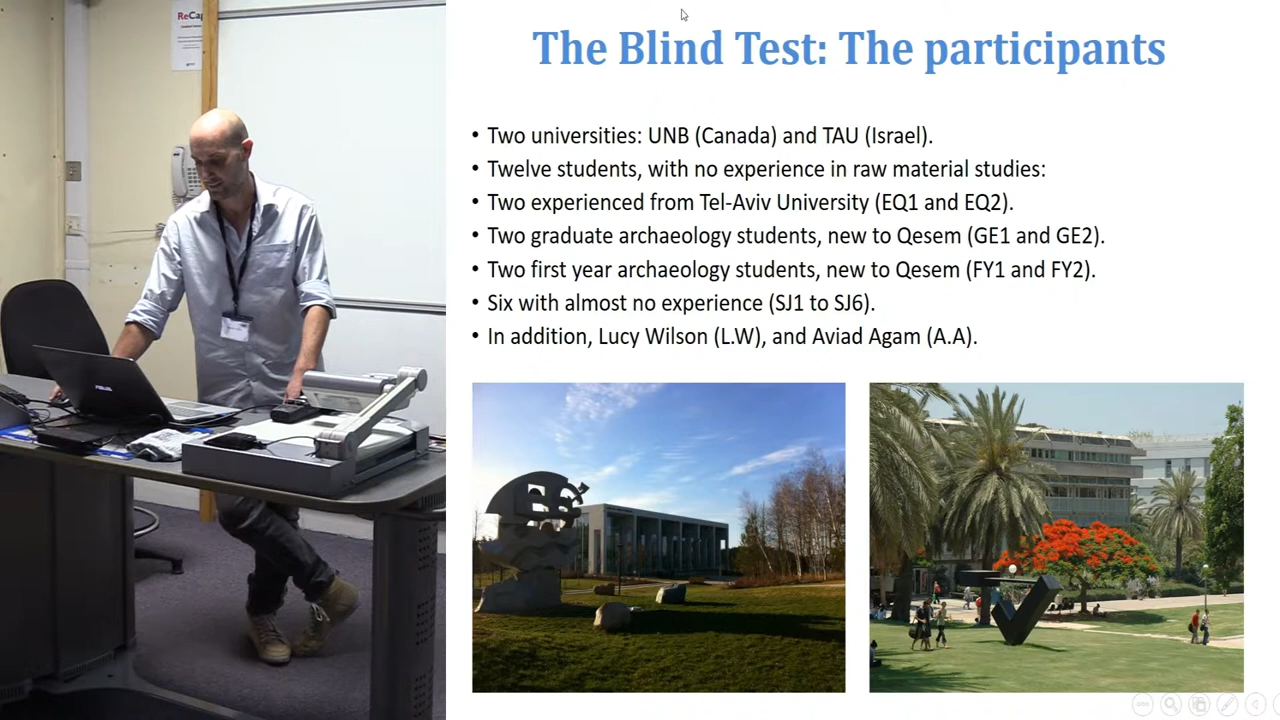 ReCap
The Blind Test: The participants
• Two universities: UNB (Canada) and TAU (Israel).
• Twelve students, with no experience in raw material studies:
• Two experienced from Tel-Aviv University (EQ1 and EQ2).
• Two graduate archaeology students, new to Qesem (GE1 and GE2).
• Two first year archaeology students, new to Qesem (FY1 and FY2).
• Six with almost no experience (SJ1 to SJ6).
• In addition, Lucy Wilson (L.W), and Aviad Agam (A.A).
ASUS